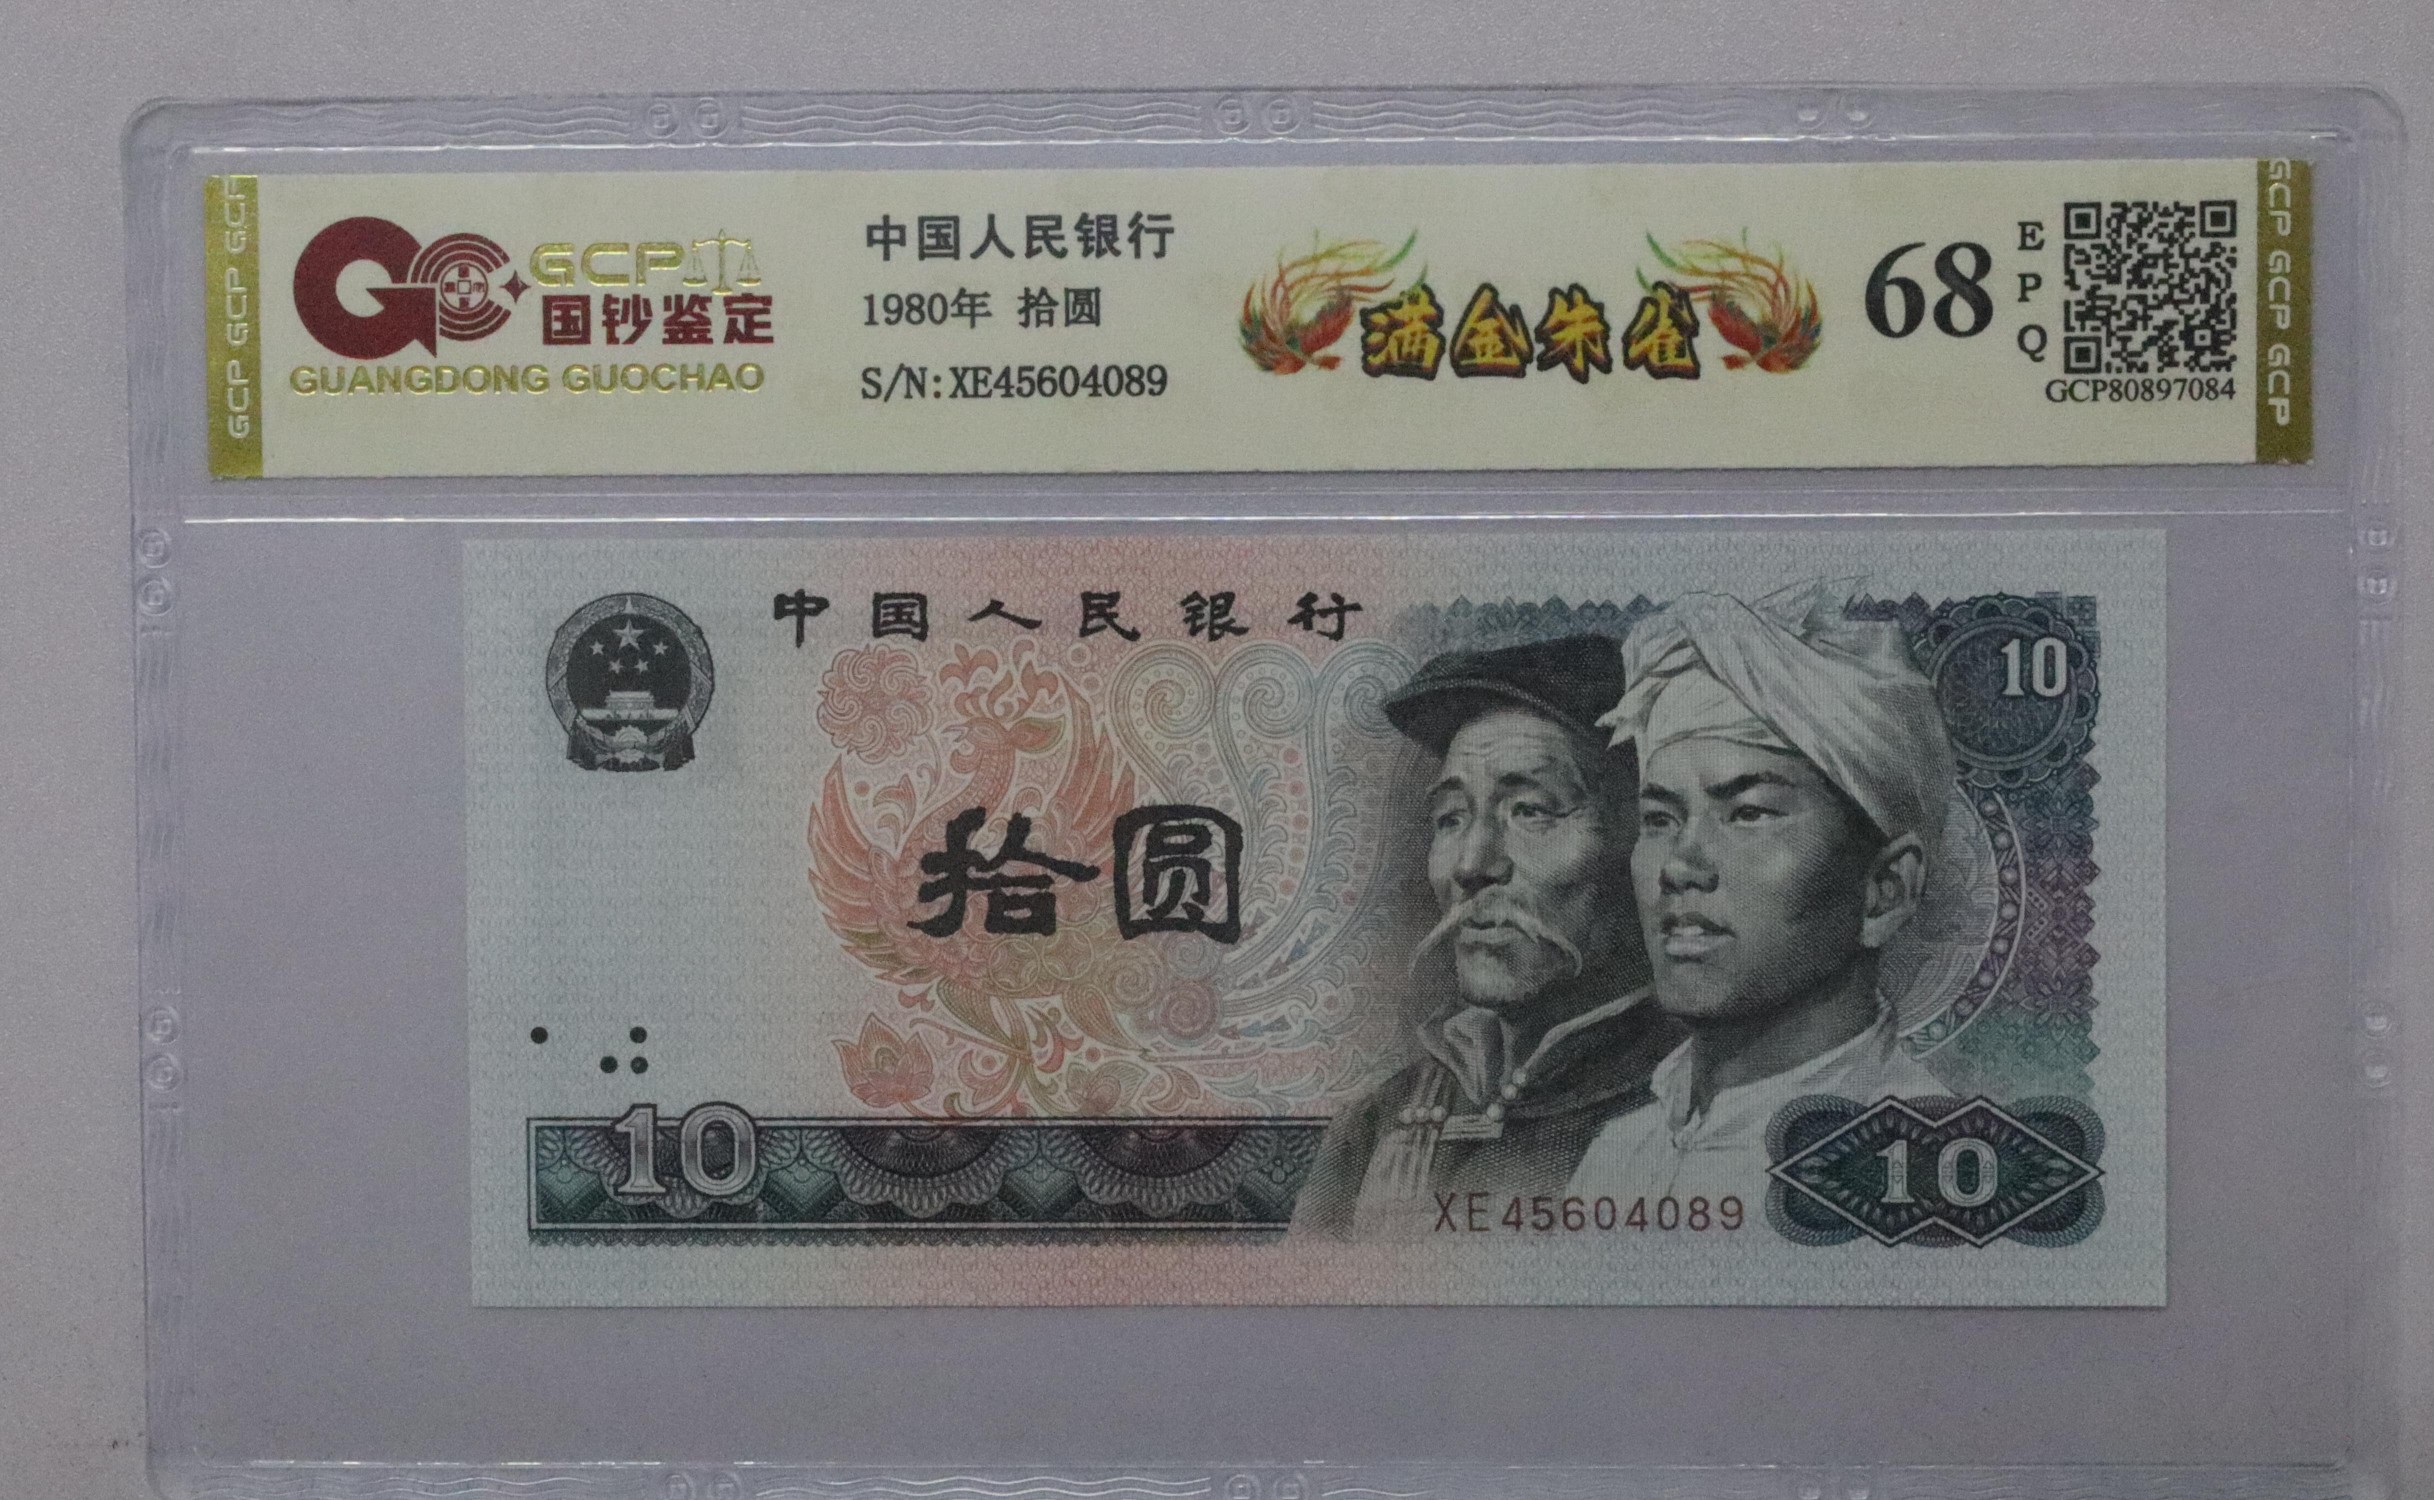 GCP GCP GCP
GCP
国钞鉴定
GUANGDONG GUOCHAO
中国人民银行
1980年 拾圆
S/N:XE45604089
满金朱雀
68
E
P
Q
GCP80897084
GCP GCP GCP
中国人民银行
10
拾圆
10
XE45604089
10